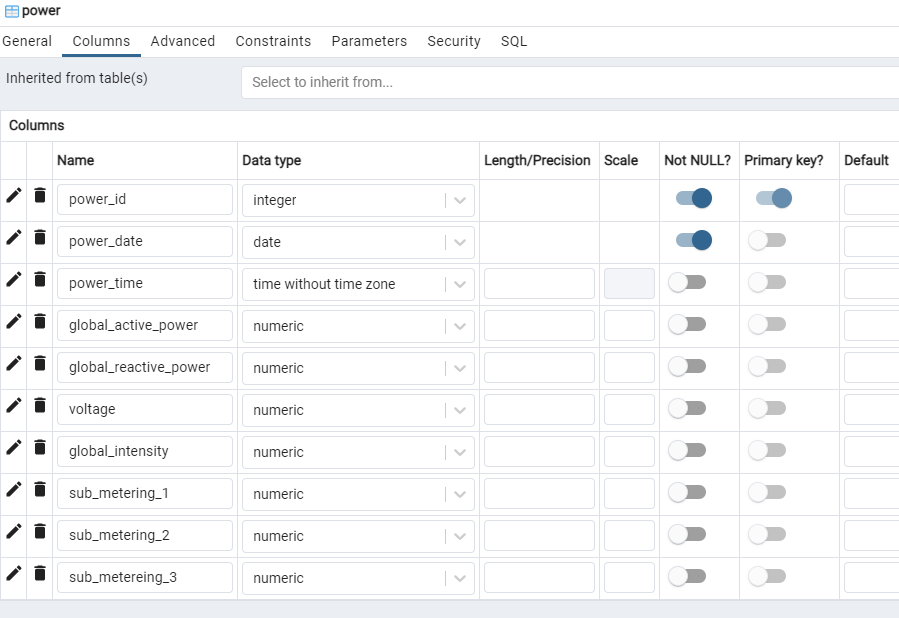 power
General Columns Advanced Constraints Parameters Security SQL
Inherited from table(s) Select to inherit from...
Columns
Name Data type Length/Precision Scale Not NULL? Primary key? Default
power_id integer
power_date date
power_time time without time zone
global_active_power numeric
global_reactive_power numeric
voltage numeric
global_intensity numeric
sub_metering_1 numeric
sub_metering_2 numeric
sub_metereing_3 numeric